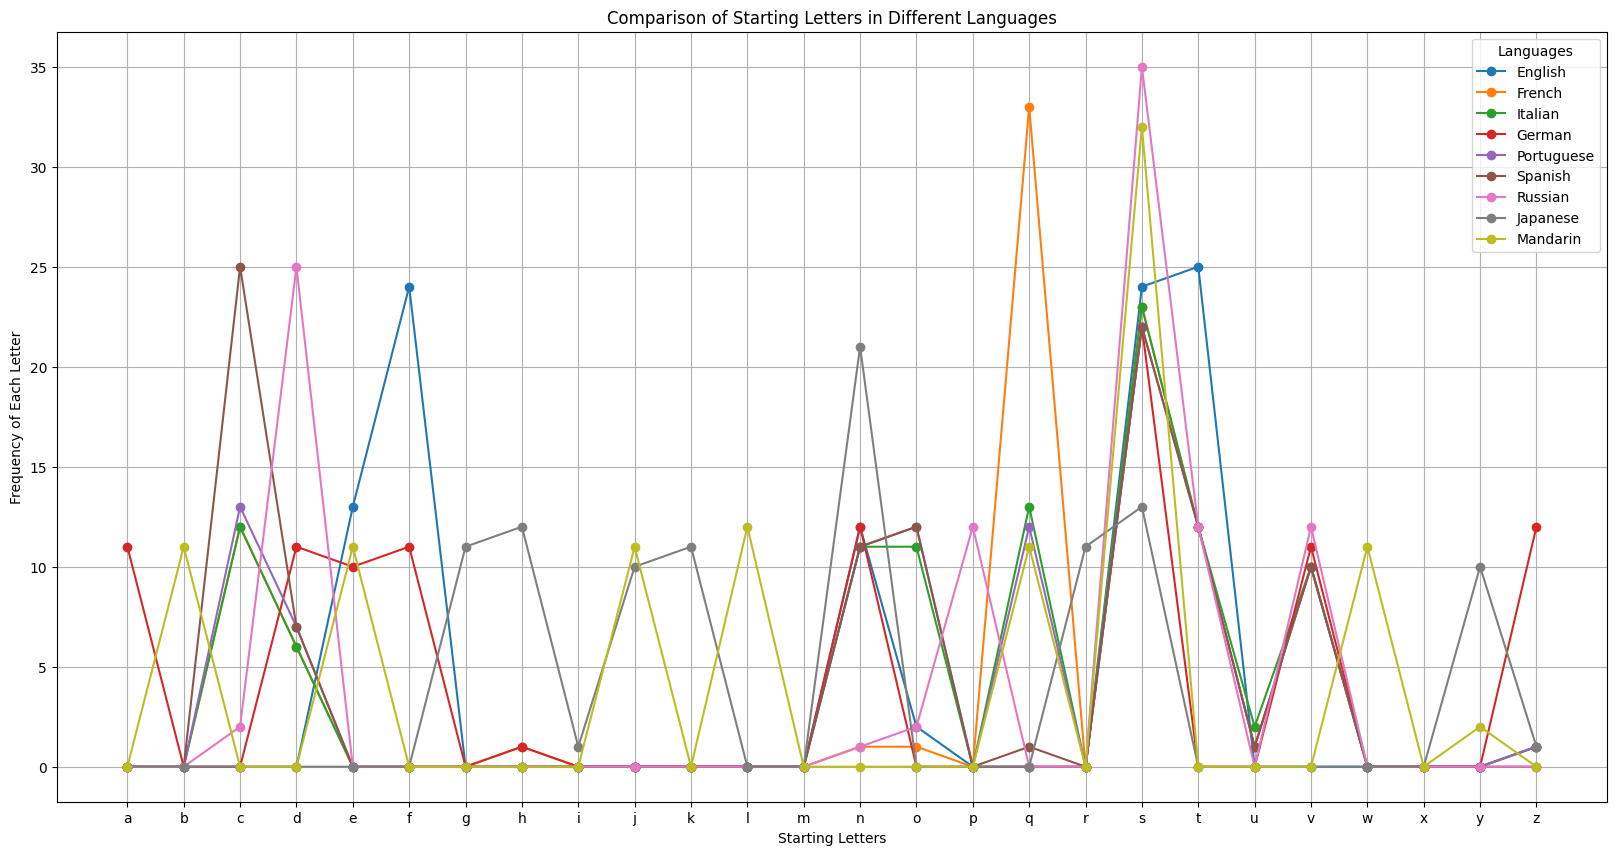 Comparison of Starting Letters in Different Languages
Frequency of Each Letter
35
30
25
20
15
10
5
0
a b c d e f g h i j k l m n o p q r s t u v w x y z
Starting Letters
Languages
English
French
Italian
German
Portuguese
Spanish
Russian
Japanese
Mandarin